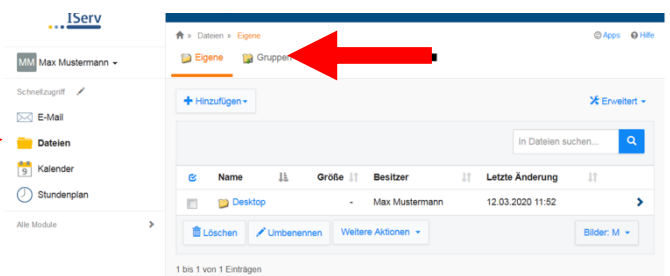 IServ
MM Max Mustermann
Schnellzugriff
E-Mail
Dateien
9 Kalender
Stundenplan
Alle Module
» Dateien » Eigene
Apps Hilfe
Eigene Gruppen
Hinzufügen
Erweitert
In Dateien suchen...
Name Größe Besitzer Letzte Änderung
Desktop - Max Mustermann 12.03.2020 11:52
Löschen Umbenennen Weitere Aktionen Bilder: M
1 bis 1 von 1 Einträgen